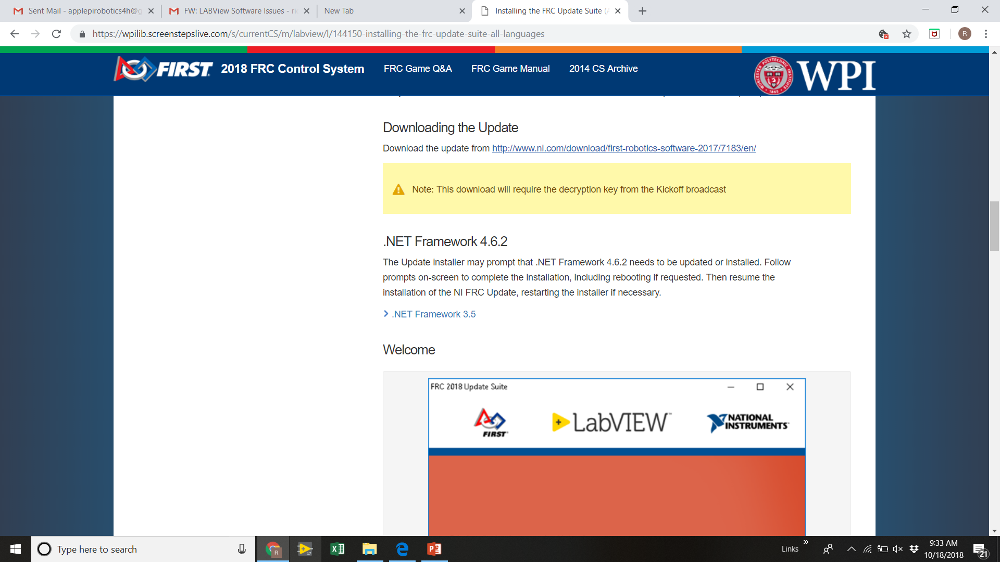 Sent Mail - applepirobotics4h@g
FW: LABView Software Issues - ri
New Tab
Installing the FRC Update Suite (A
https://wpilib.screenstepslive.com/s/currentCS/m/labview/l/144150-installing-the-frc-update-suite-all-languages
R
FIRST
2018 FRC Control System
FRC Game Q&A
FRC Game Manual
2014 CS Archive
WORCESTER POLYTECHNIC INSTITUTE
1865
WPI
Downloading the Update
Download the update from http://www.ni.com/download/first-robotics-software-2017/7183/en/
Note: This download will require the decryption key from the Kickoff broadcast
.NET Framework 4.6.2
The Update installer may prompt that .NET Framework 4.6.2 needs to be updated or installed. Follow
prompts on-screen to complete the installation, including rebooting if requested. Then resume the
installation of the NI FRC Update, restarting the installer if necessary.
.NET Framework 3.5
Welcome
FRC 2018 Update Suite
FIRST
LabVIEW™
NATIONAL
INSTRUMENTS™
Type here to search
R
17
Links
9:33 AM
10/18/2018
21